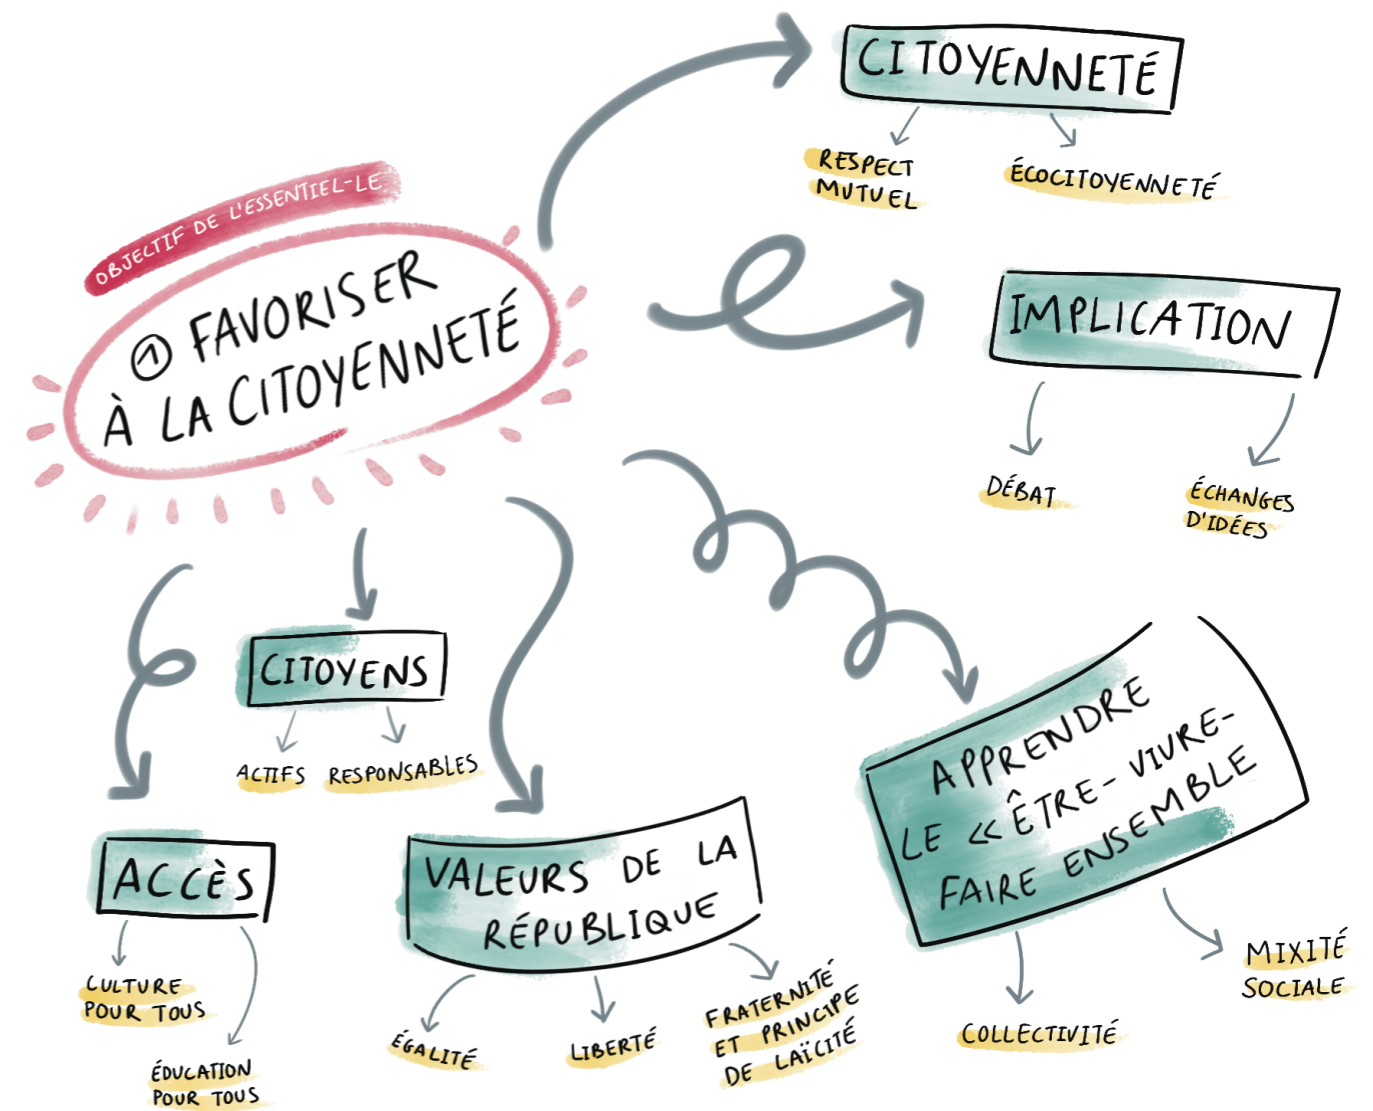 OBJECTIF DE L'ESSENTIEL-LE
① FAVORISER
À LA CITOYENNETÉ
CITOYENNETÉ
RESPECT
MUTUEL
ÉCOCITOYENNETÉ
IMPLICATION
DÉBAT
ÉCHANGES
D'IDÉES
APPRENDRE
LE « ÊTRE-VIVRE-
FAIRE ENSEMBLE
COLLECTIVITÉ
MIXITÉ
SOCIALE
VALEURS DE LA
RÉPUBLIQUE
ÉGALITÉ
LIBERTÉ
FRATERNITÉ
ET PRINCIPE
DE LAÏCITÉ
CITOYENS
ACTIFS
RESPONSABLES
ACCÈS
CULTURE
POUR TOUS
ÉDUCATION
POUR TOUS